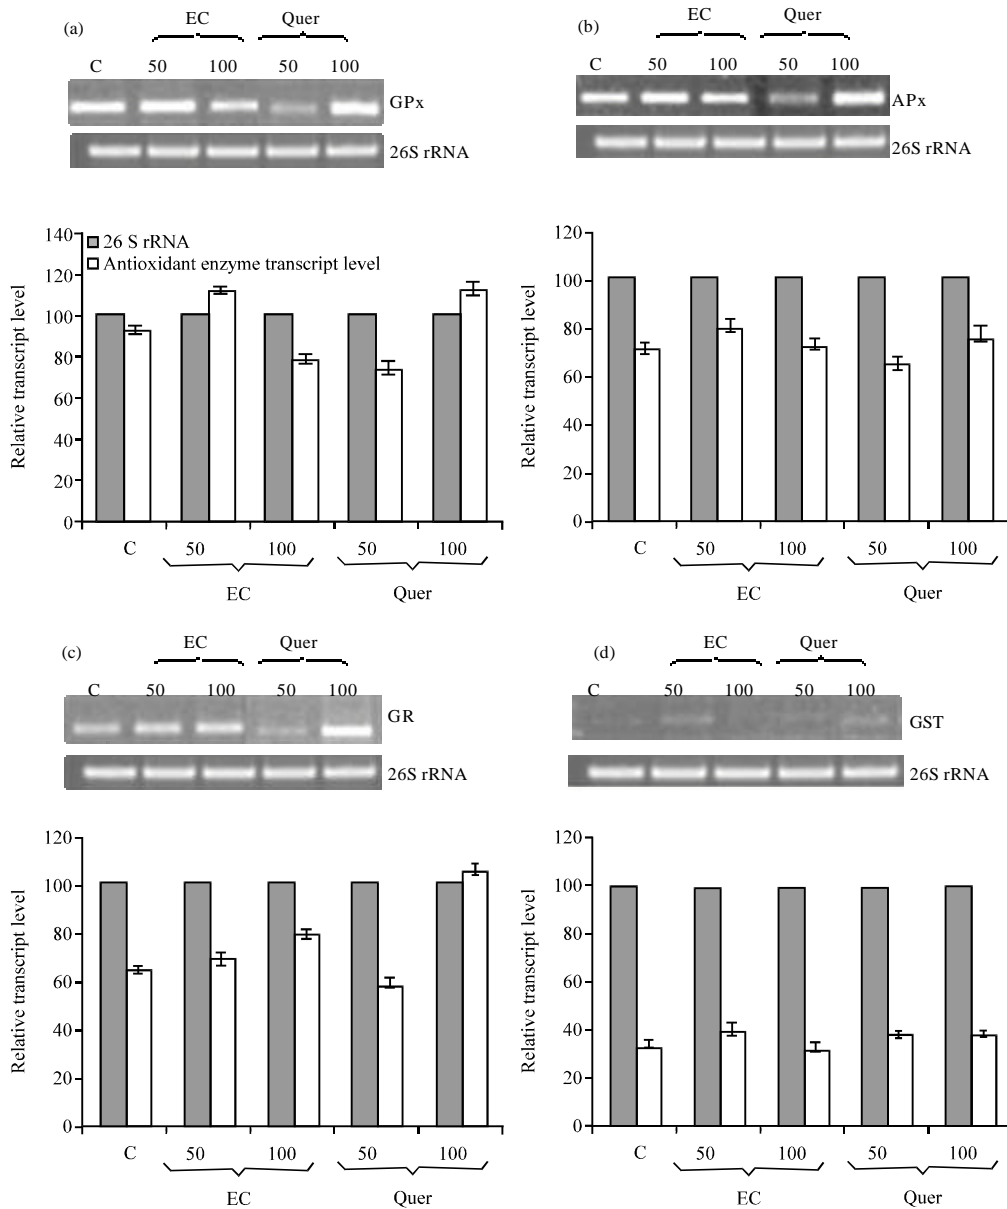 (a)
EC Quer
C 50 100 50 100
GPx
26S rRNA
140
120
100
80
60
40
20
0
Relative transcript level
26 S rRNA
Antioxidant enzyme transcript level
C 50 100 50 100
EC Quer
(b)
EC Quer
C 50 100 50 100
APx
26S rRNA
120
100
80
60
40
20
0
Relative transcript level
C 50 100 50 100
EC Quer
(c)
EC Quer
C 50 100 50 100
GR
26S rRNA
120
100
80
60
40
20
0
Relative transcript level
C 50 100 50 100
EC Quer
(d)
EC Quer
C 50 100 50 100
GST
26S rRNA
120
100
80
60
40
20
0
Relative transcript level
C 50 100 50 100
EC Quer